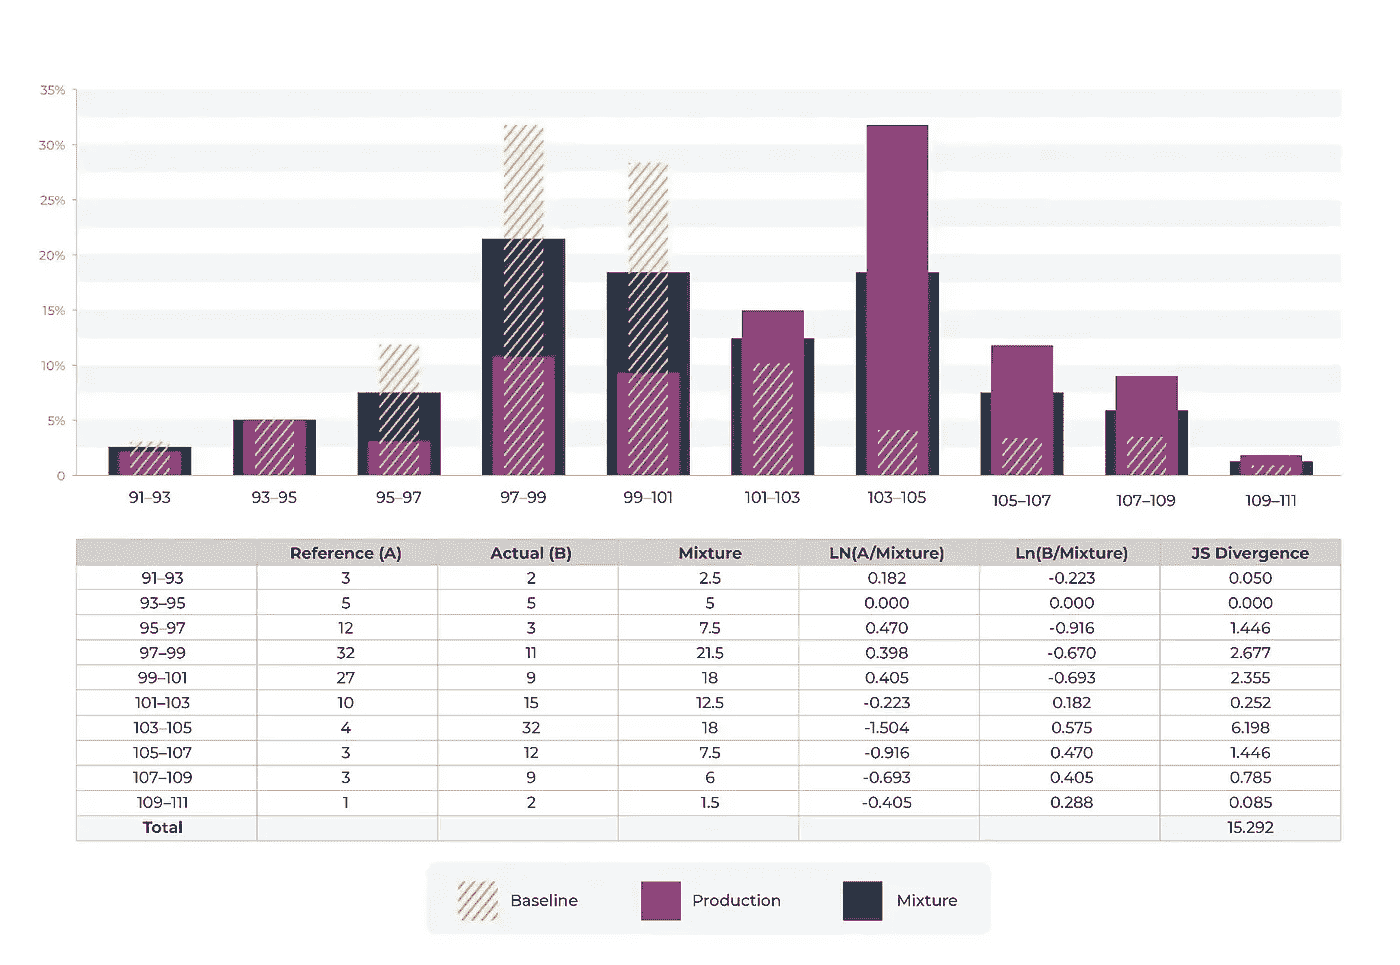 35%
30%
25%
20%
15%
10%
5%
0
91–93 93–95 95–97 97–99 99–101 101–103 103–105 105–107 107–109 109–111
Reference (A) Actual (B) Mixture LN(A/Mixture) Ln(B/Mixture) JS Divergence
91–93 3 2 2.5 0.182 -0.223 0.050
93–95 5 5 5 0.000 0.000 0.000
95–97 12 3 7.5 0.470 -0.916 1.446
97–99 32 11 21.5 0.398 -0.670 2.677
99–101 27 9 18 0.405 -0.693 2.355
101–103 10 15 12.5 -0.223 0.182 0.252
103–105 4 32 18 -1.504 0.575 6.198
105–107 3 12 7.5 -0.916 0.470 1.446
107–109 3 9 6 -0.693 0.405 0.785
109–111 1 2 1.5 -0.405 0.288 0.085
Total 15.292
Baseline Production Mixture